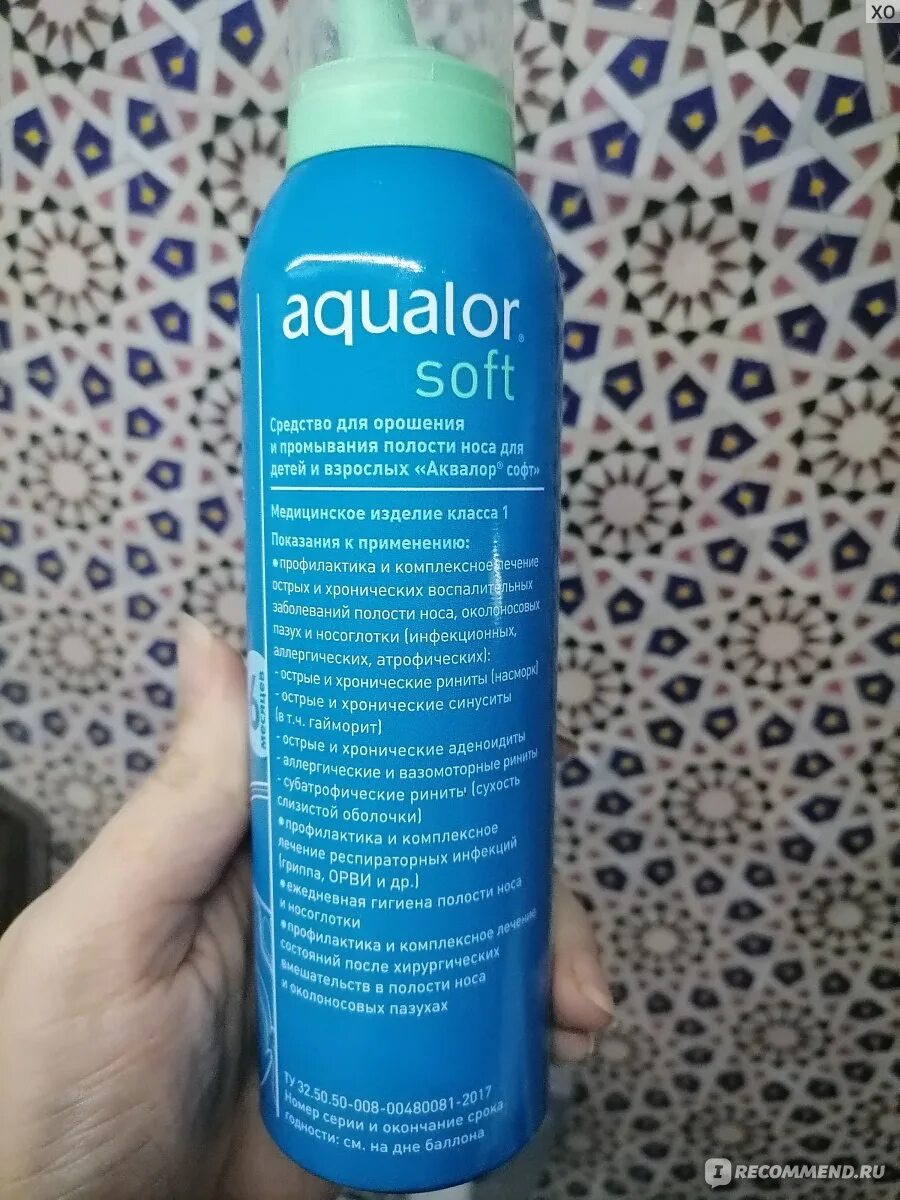 XO
aqualor®
soft
Средство для орошения
и промывания полости носа для
детей и взрослых «Аквалор® софт»
Медицинское изделие класса 1
Показания к применению:
•профилактика и комплексное лечение
острых и хронических воспалительных
заболеваний полости носа, околоносовых
пазух и носоглотки (инфекционных,
аллергических, атрофических):
- острые и хронические риниты (насморк)
- острые и хронические синуситы
(в т.ч. гайморит)
- острые и хронические аденоидиты
- аллергические и вазомоторные риниты
- субатрофические риниты (сухость
слизистой оболочки)
•профилактика и комплексное
лечение респираторных инфекций
(гриппа, ОРВИ и др.)
•ежедневная гигиена полости носа
и носоглотки
•профилактика и комплексное лечение
состояний после хирургических
вмешательств в полости носа
и околоносовых пазухах
месяцев
ТУ 32.50.50-008-00480081-2017
Номер серии и окончание срока
годности: см. на дне баллона
IRECOMMEND.RU